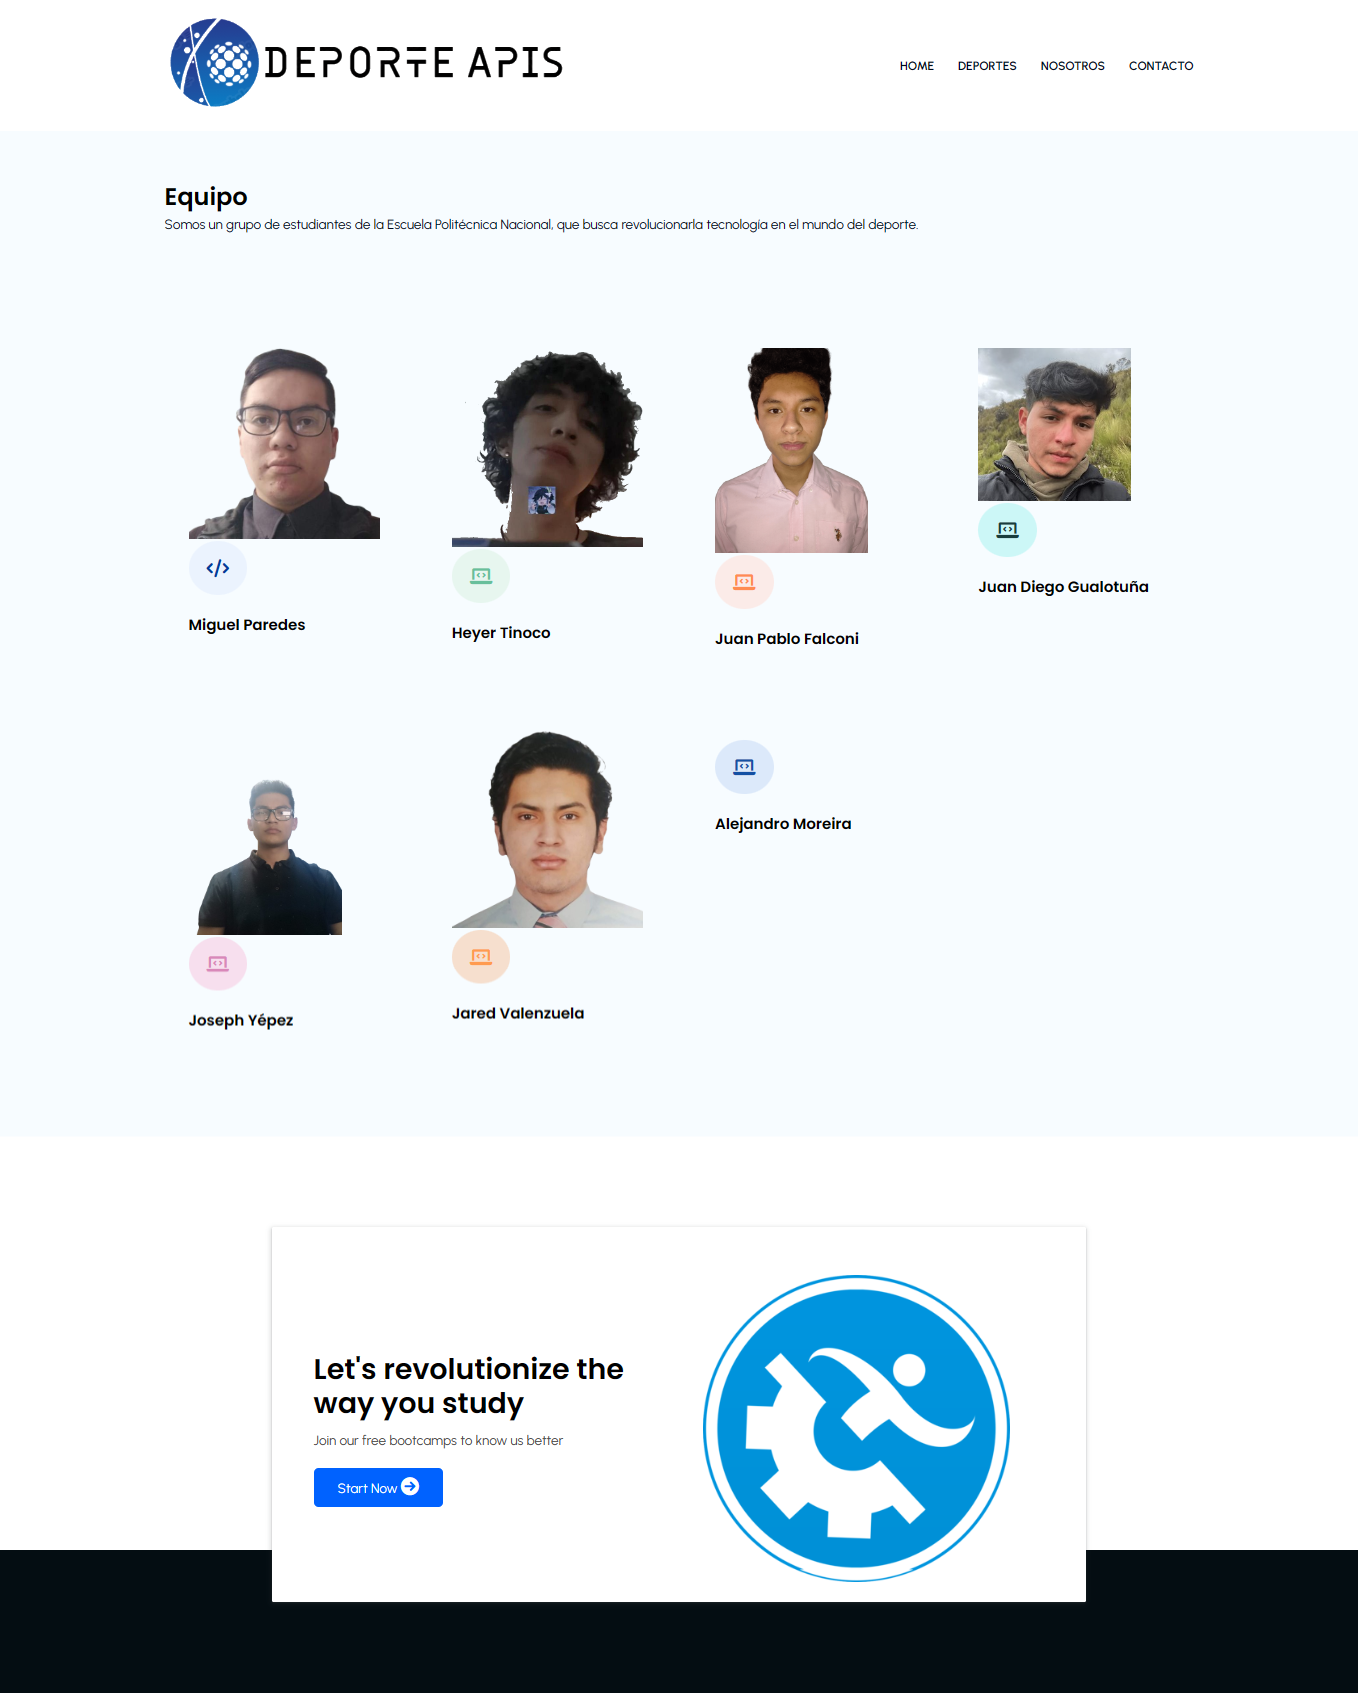 DEPORTE APIS
HOME DEPORTES NOSOTROS CONTACTO
Equipo
Somos un grupo de estudiantes de la Escuela Politécnica Nacional, que busca revolucionarla tecnología en el mundo del deporte.
Miguel Paredes
Heyer Tinoco
Juan Pablo Falconi
Juan Diego Gualotuña
Joseph Yépez
Jared Valenzuela
Alejandro Moreira
Let's revolutionize the
way you study
Join our free bootcamps to know us better
Start Now